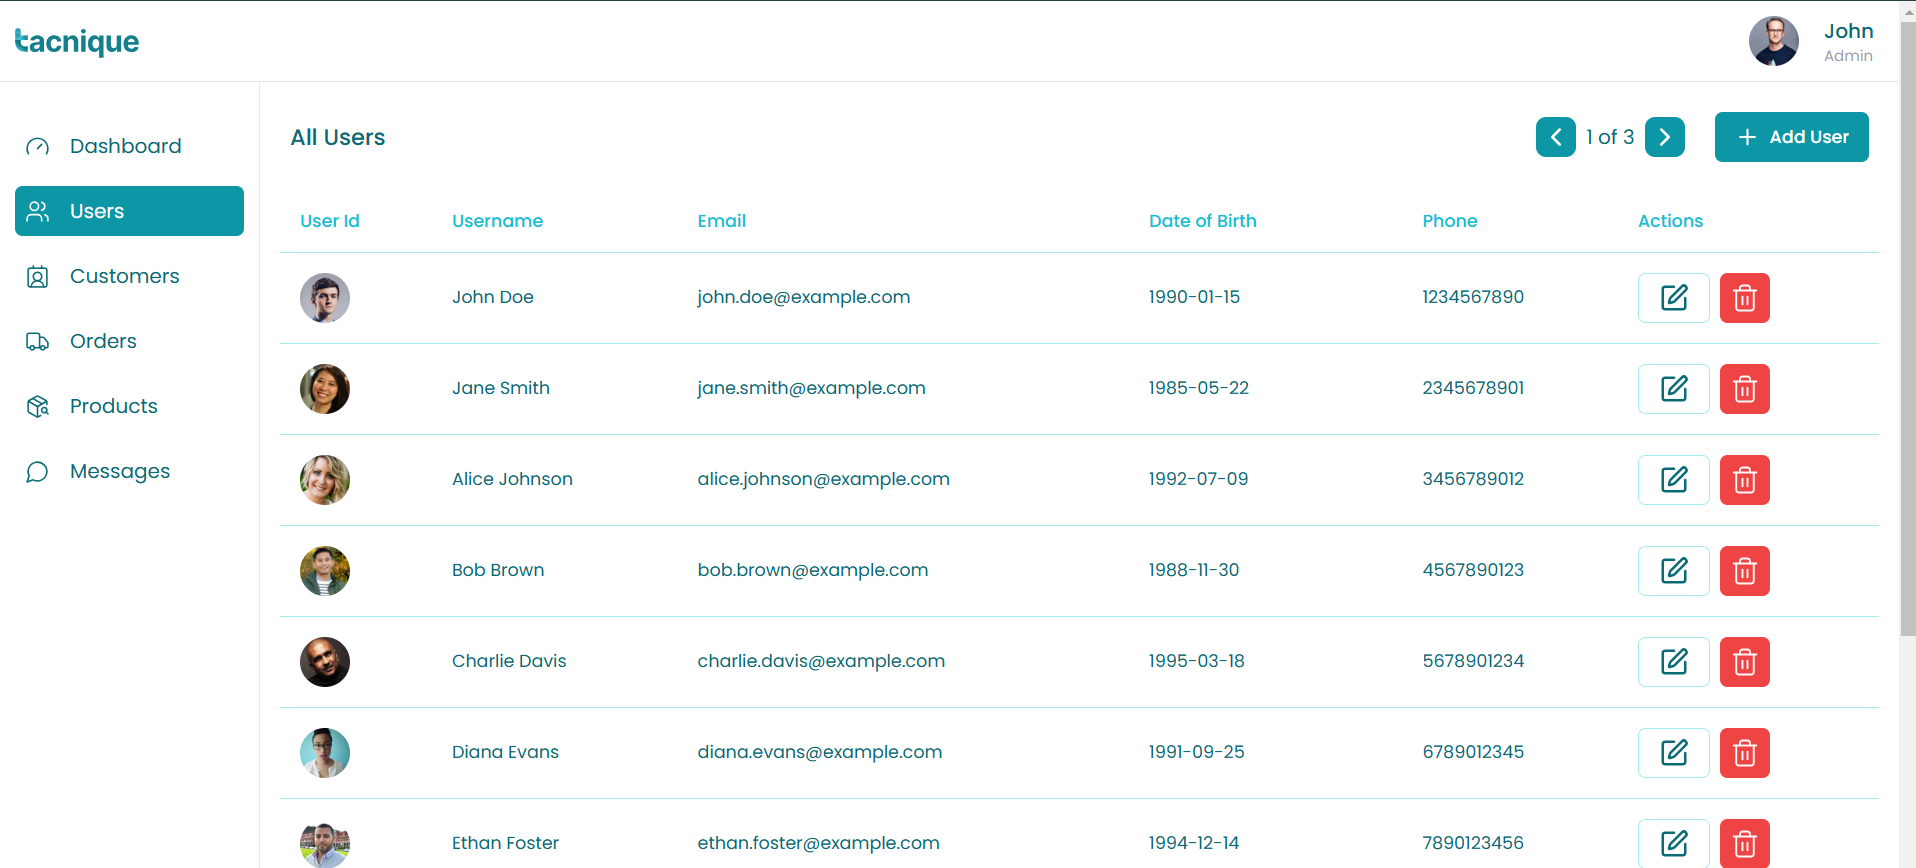 tacnique
John
Admin
Dashboard
Users
Customers
Orders
Products
Messages
All Users
1 of 3
Add User
User Id Username Email Date of Birth Phone Actions
John Doe john.doe@example.com 1990-01-15 1234567890
Jane Smith jane.smith@example.com 1985-05-22 2345678901
Alice Johnson alice.johnson@example.com 1992-07-09 3456789012
Bob Brown bob.brown@example.com 1988-11-30 4567890123
Charlie Davis charlie.davis@example.com 1995-03-18 5678901234
Diana Evans diana.evans@example.com 1991-09-25 6789012345
Ethan Foster ethan.foster@example.com 1994-12-14 7890123456